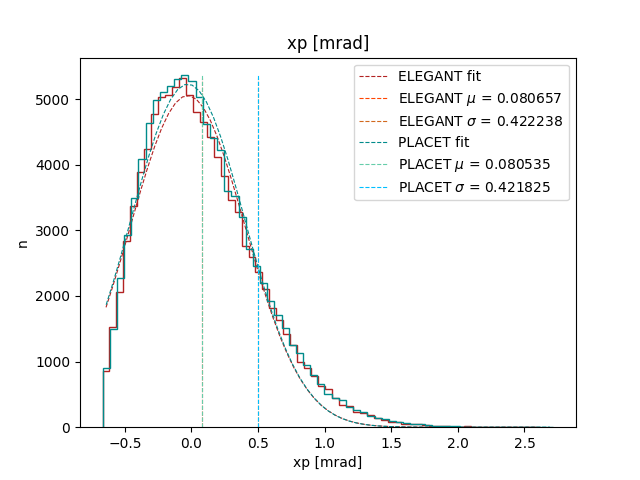 xp [mrad]
ELEGANT fit
ELEGANT μ = 0.080657
ELEGANT σ = 0.422238
PLACET fit
PLACET μ = 0.080535
PLACET σ = 0.421825
n
5000
4000
3000
2000
1000
0
−0.5 0.0 0.5 1.0 1.5 2.0 2.5
xp [mrad]